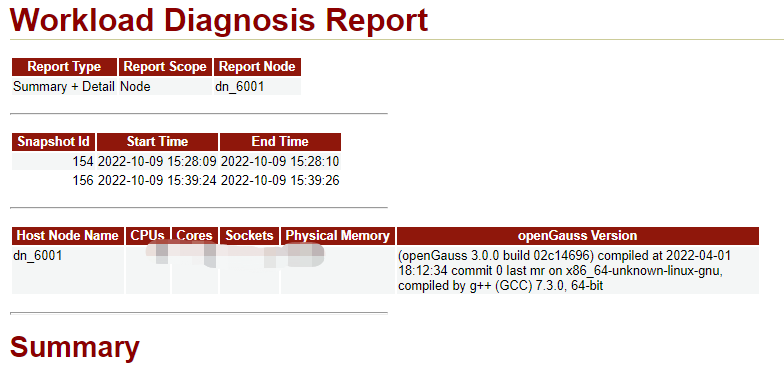 Workload Diagnosis Report
Report Type Report Scope Report Node
Summary + Detail Node dn_6001
Snapshot Id Start Time End Time
154 2022-10-09 15:28:09 2022-10-09 15:28:10
156 2022-10-09 15:39:24 2022-10-09 15:39:26
Host Node Name CPUs Cores Sockets Physical Memory openGauss Version
dn_6001 (openGauss 3.0.0 build 02c14696) compiled at 2022-04-01
18:12:34 commit 0 last mr on x86_64-unknown-linux-gnu,
compiled by g++ (GCC) 7.3.0, 64-bit
Summary